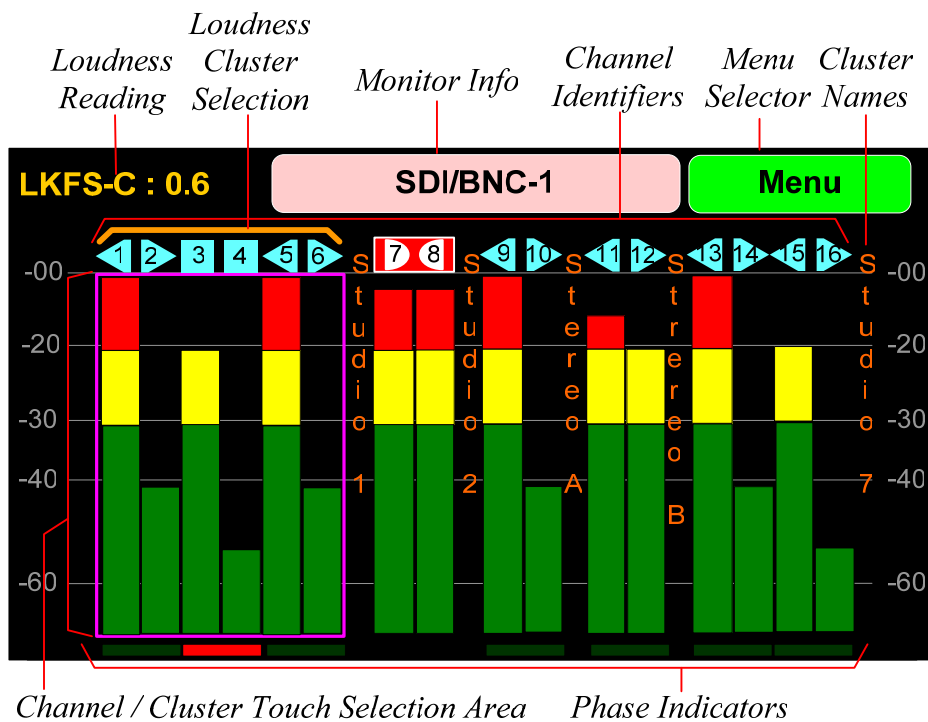 Loudness
Reading
Loudness
Cluster
Selection
Monitor Info
Channel
Identifiers
Menu
Selector
Cluster
Names
LKFS-C : 0.6
SDI/BNC-1
Menu
1 2 3 4 5 6 7 8 9 10 11 12 13 14 15 16
-00
-20
-30
-40
-60
Studio 1
Studio 2
Stereo A
Strereo B
Studio 7
-00
-20
-30
-40
-60
Channel / Cluster Touch Selection Area
Phase Indicators